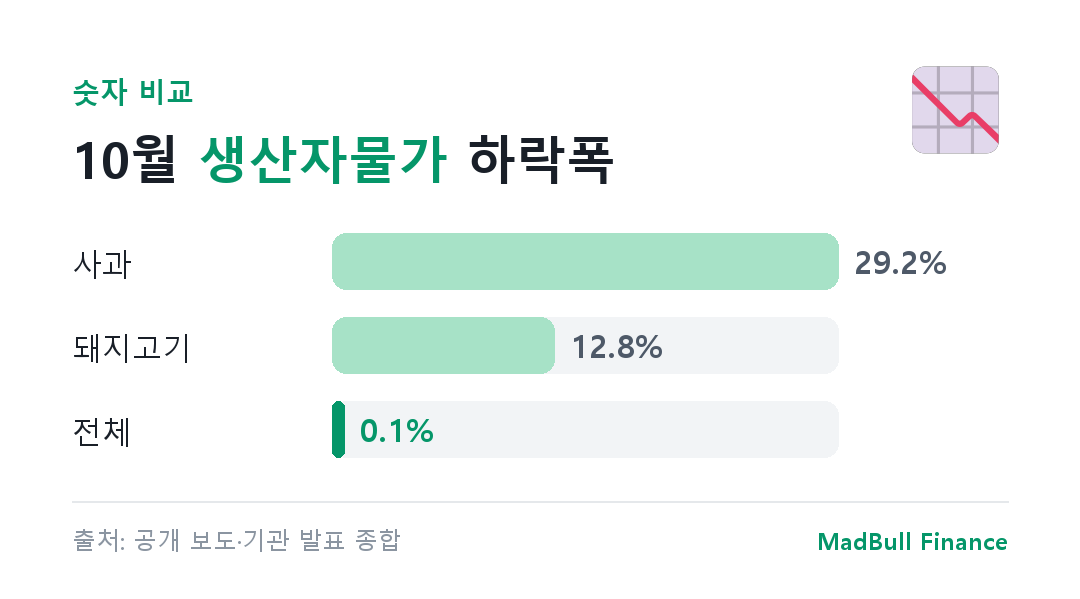 숫자 비교
10월 생산자물가 하락폭
사과 29.2%
돼지고기 12.8%
전체 0.1%
출처: 공개 보도·기관 발표 종합 MadBull Finance